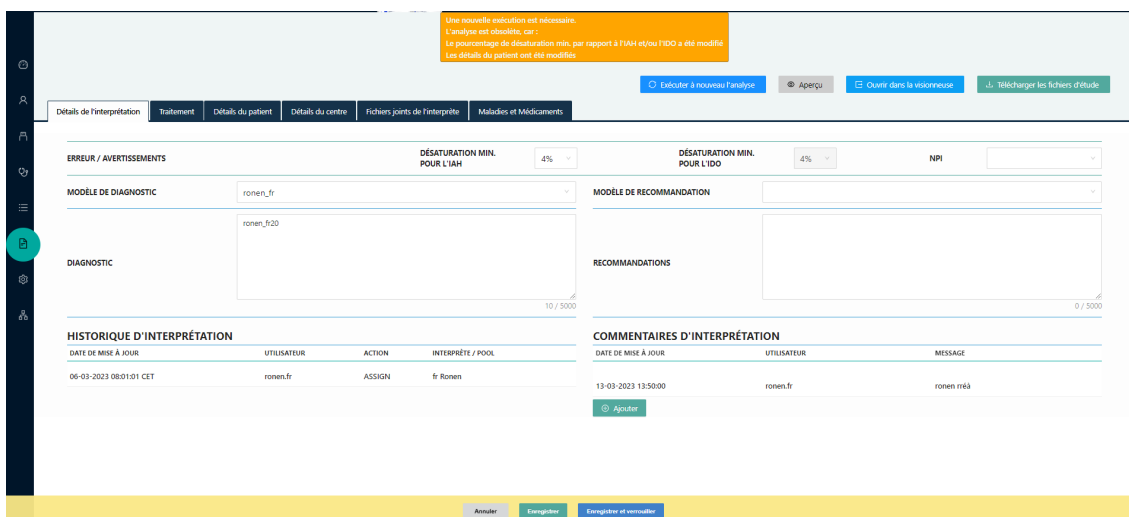 Une nouvelle exécution est nécessaire.
L'analyse est obsolète, car :
Le pourcentage de désaturation min. par rapport à l'IAH et/ou l'IDO a été modifié
Les détails du patient ont été modifiés
Exécuter à nouveau l'analyse
Aperçu
Ouvrir dans la visionneuse
Télécharger les fichiers d'étude
Détails de l'interprétation
Traitement
Détails du patient
Détails du centre
Fichiers joints de l'interprète
Maladies et Médicaments
ERREUR / AVERTISSEMENTS
DÉSATURATION MIN.
POUR L'IAH
4%
DÉSATURATION MIN.
POUR L'IDO
4%
NPI
MODÈLE DE DIAGNOSTIC
ronen_fr
MODÈLE DE RECOMMANDATION
DIAGNOSTIC
ronen_fr20
10 / 5000
RECOMMANDATIONS
0 / 5000
HISTORIQUE D'INTERPRÉTATION
DATE DE MISE À JOUR UTILISATEUR ACTION INTERPRÈTE / POOL
06-03-2023 08:01:01 CET ronen.fr ASSIGN fr Ronen
COMMENTAIRES D'INTERPRÉTATION
DATE DE MISE À JOUR UTILISATEUR MESSAGE
13-03-2023 13:50:00 ronen.fr ronen rréà
Ajouter
Annuler
Enregistrer
Enregistrer et verrouiller